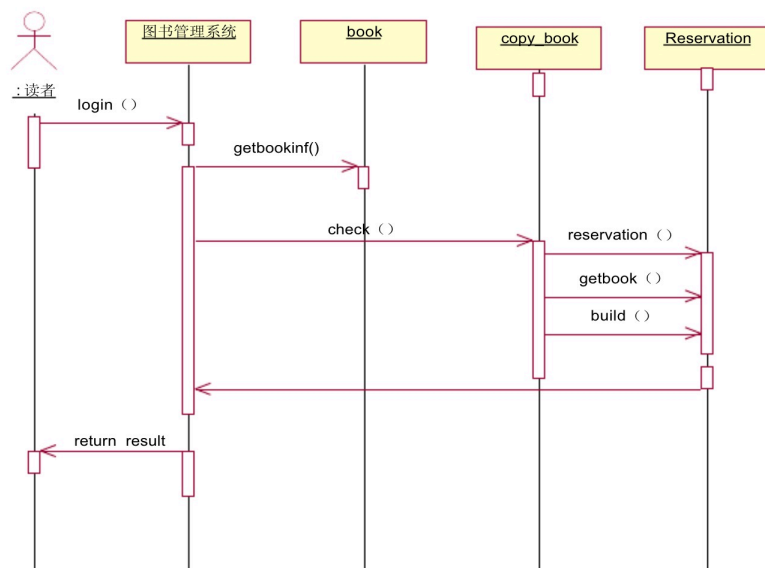 图书管理系统
book
copy_book
Reservation
:读者
login（）
getbookinf()
check（）
reservation（）
getbook（）
build（）
return result